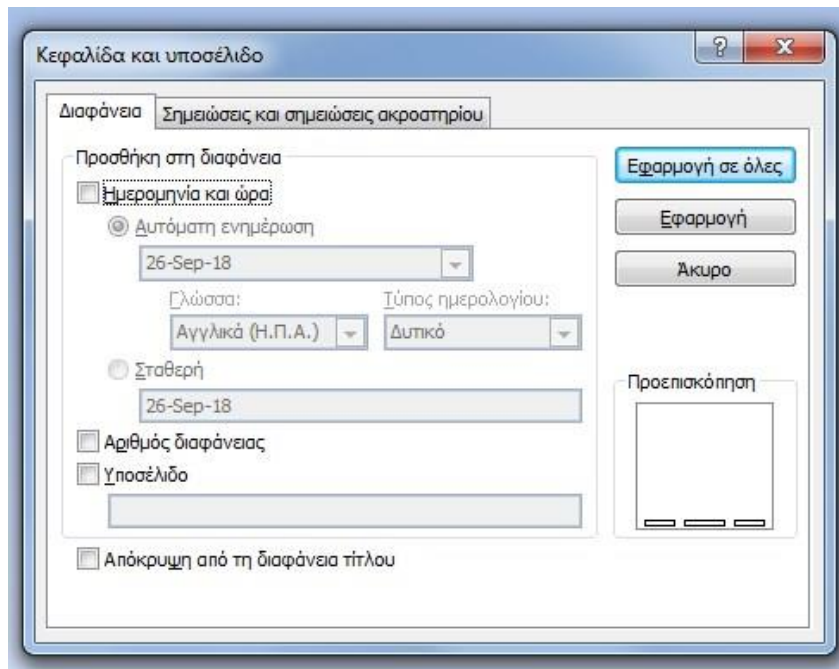 Κεφαλίδα και υποσέλιδο
Διαφάνεια Σημειώσεις και σημειώσεις ακροατηρίου
Προσθήκη στη διαφάνεια
Ημερομηνία και ώρα
Αυτόματη ενημέρωση
26-Sep-18
Γλώσσα: Τύπος ημερολογίου:
Αγγλικά (Η.Π.Α.) Δυτικό
Σταθερή
26-Sep-18
Αριθμός διαφάνειας
Υποσέλιδο
Απόκρυψη από τη διαφάνεια τίτλου
Εφαρμογή σε όλες
Εφαρμογή
Άκυρο
Προεπισκόπηση